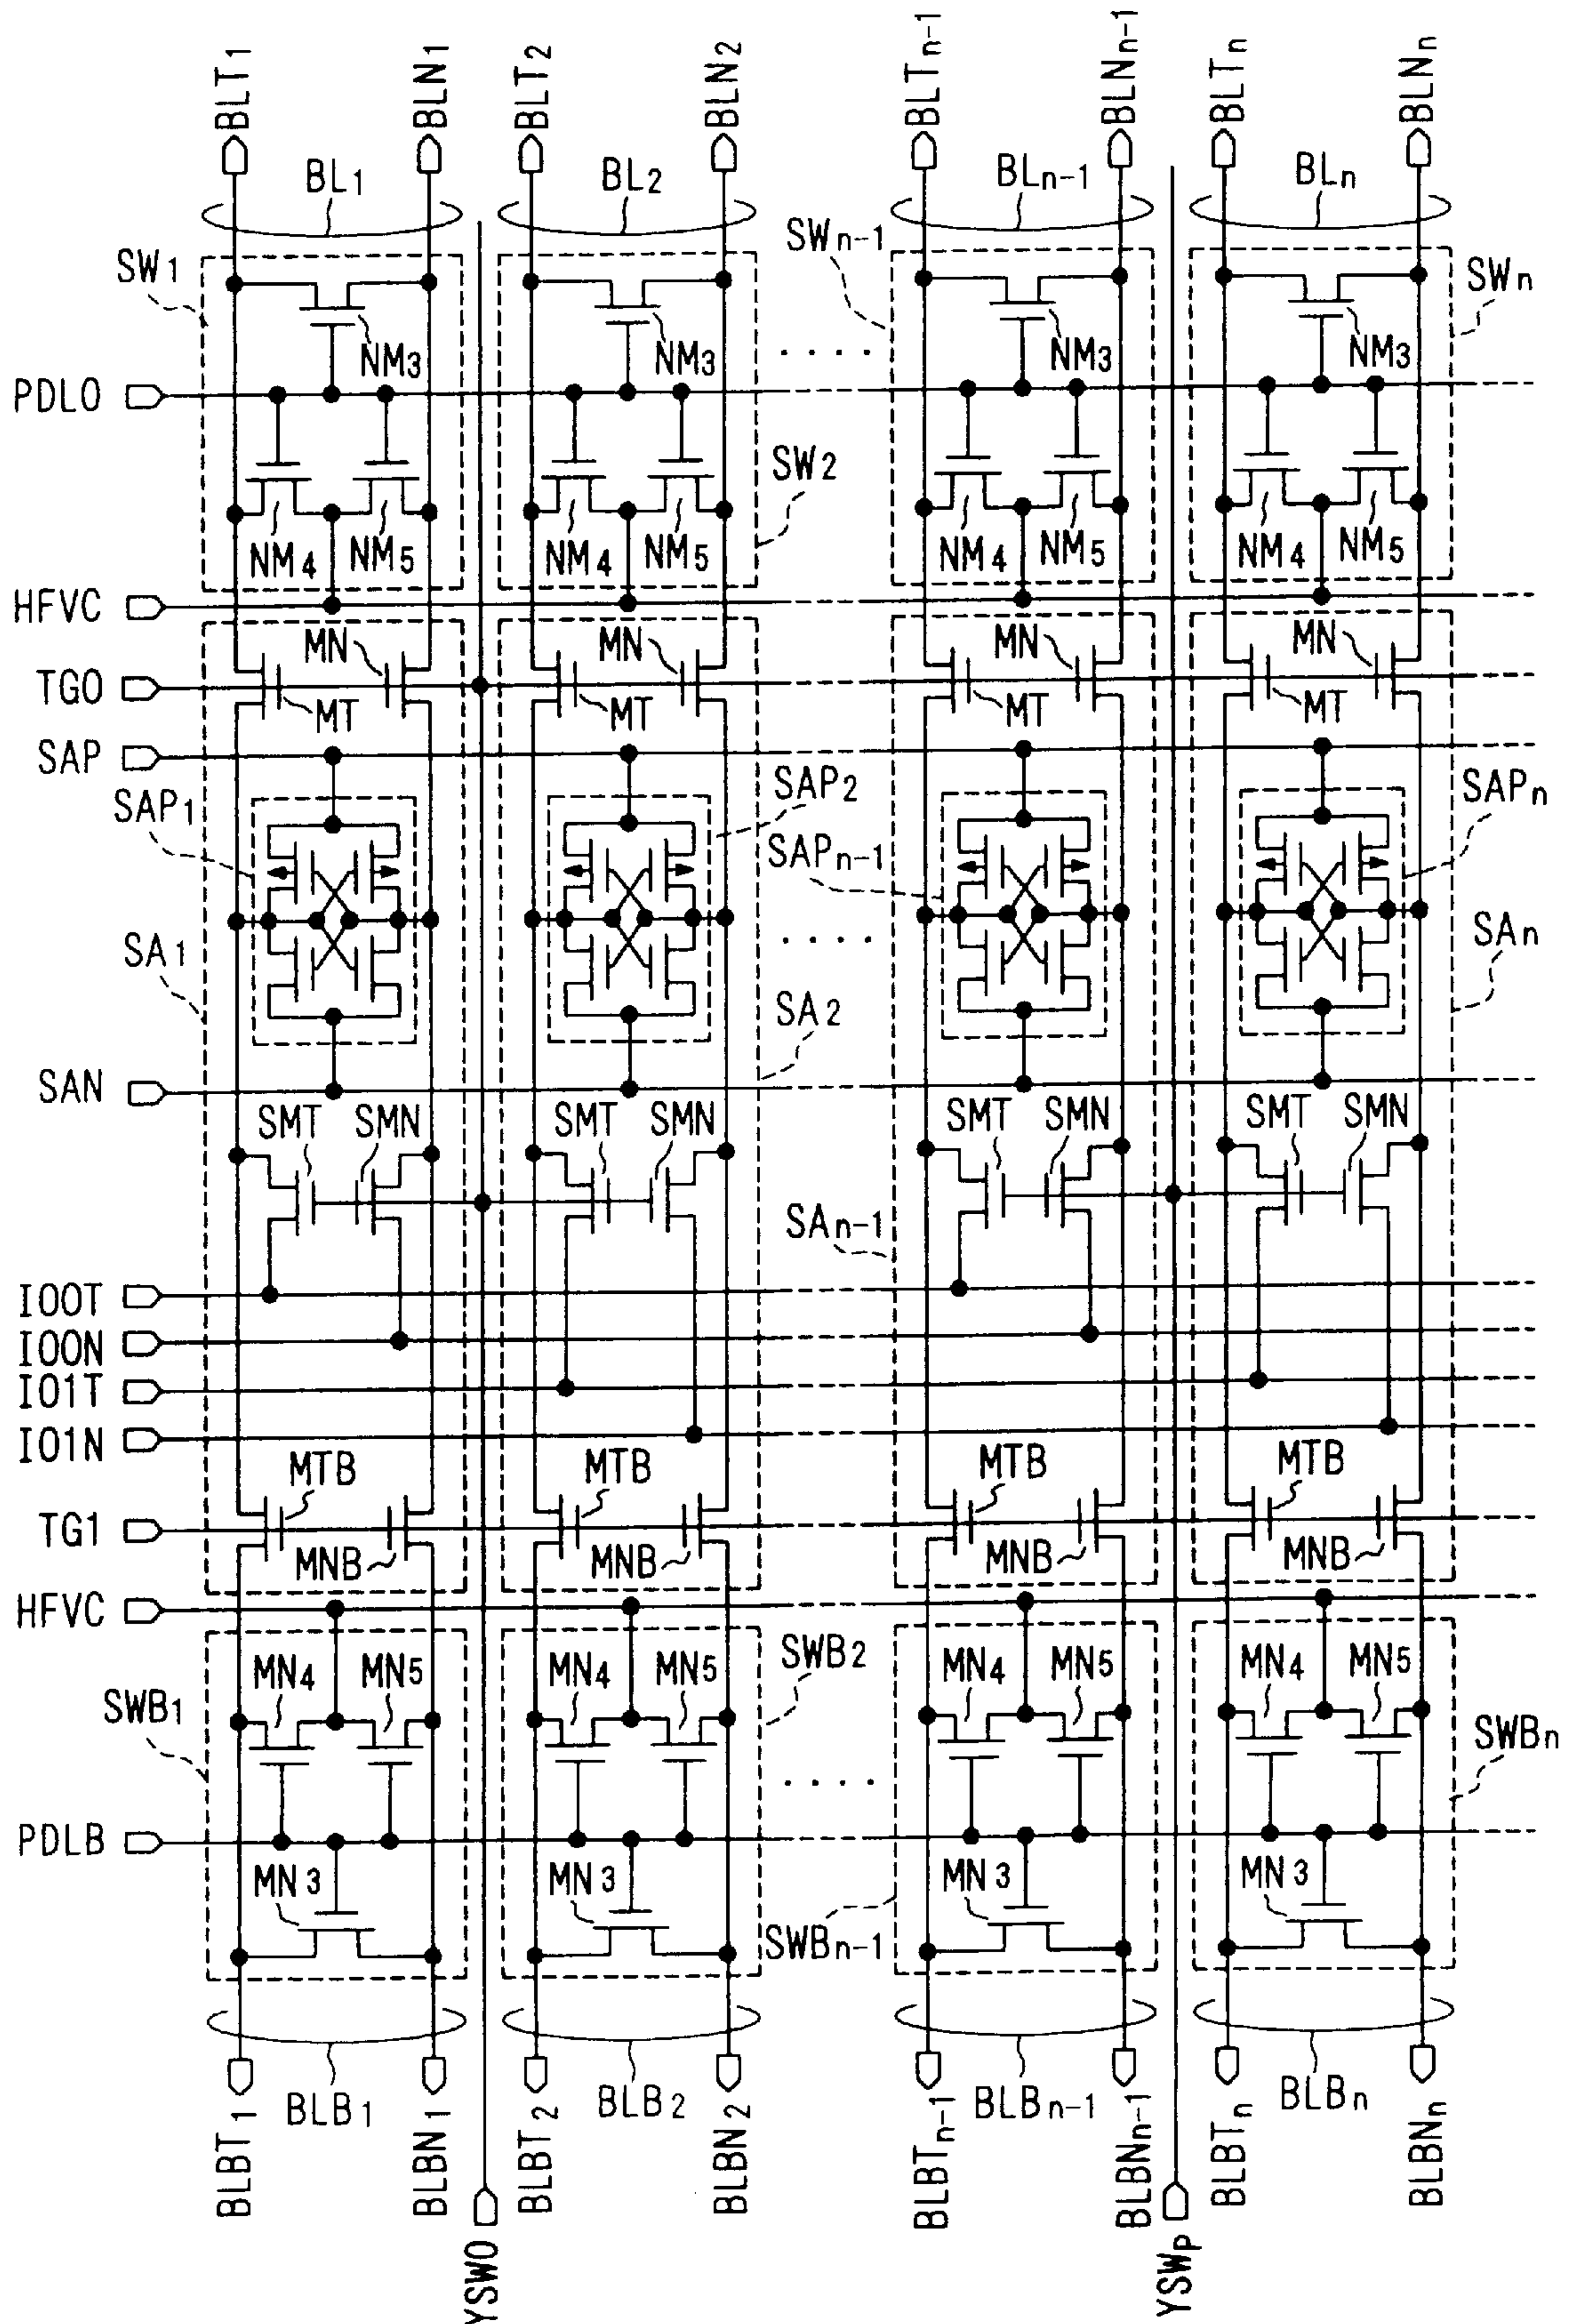 BLT1 BLN1 BLT2 BLN2 BLTn-1 BLNn-1 BLTn BLNn
BL1 BL2 BLn-1 BLn
SW1 SWn-1 SWn
NM3 NM3 NM3 NM3
PDL0
SW2
NM4 NM5 NM4 NM5 NM4 NM5 NM4 NM5
HFVC
MN MN MN MN
TG0
MT MT MT MT
SAP
SAP1 SAP2 SAPn-1 SAPn
SA1 SA2 SAn
SAN
SMT SMN SMT SMN SMT SMN SMT SMN
SAn-1
IO0T
IO0N
IO1T
IO1N
MTB MTB MTB MTB
TG1
MNB MNB MNB MNB
HFVC
MN4 MN5 MN4 MN5 MN4 MN5 MN4 MN5
SWB1 SWB2 SWBn
PDLB
MN3 MN3 MN3 MN3
SWBn-1
BLB1 BLB2 BLBn-1 BLBn
BLBT1 BLBN1 BLBT2 BLBN2 BLBTn-1 BLBNn-1 BLBTn BLBNn
YSW0 YSWp